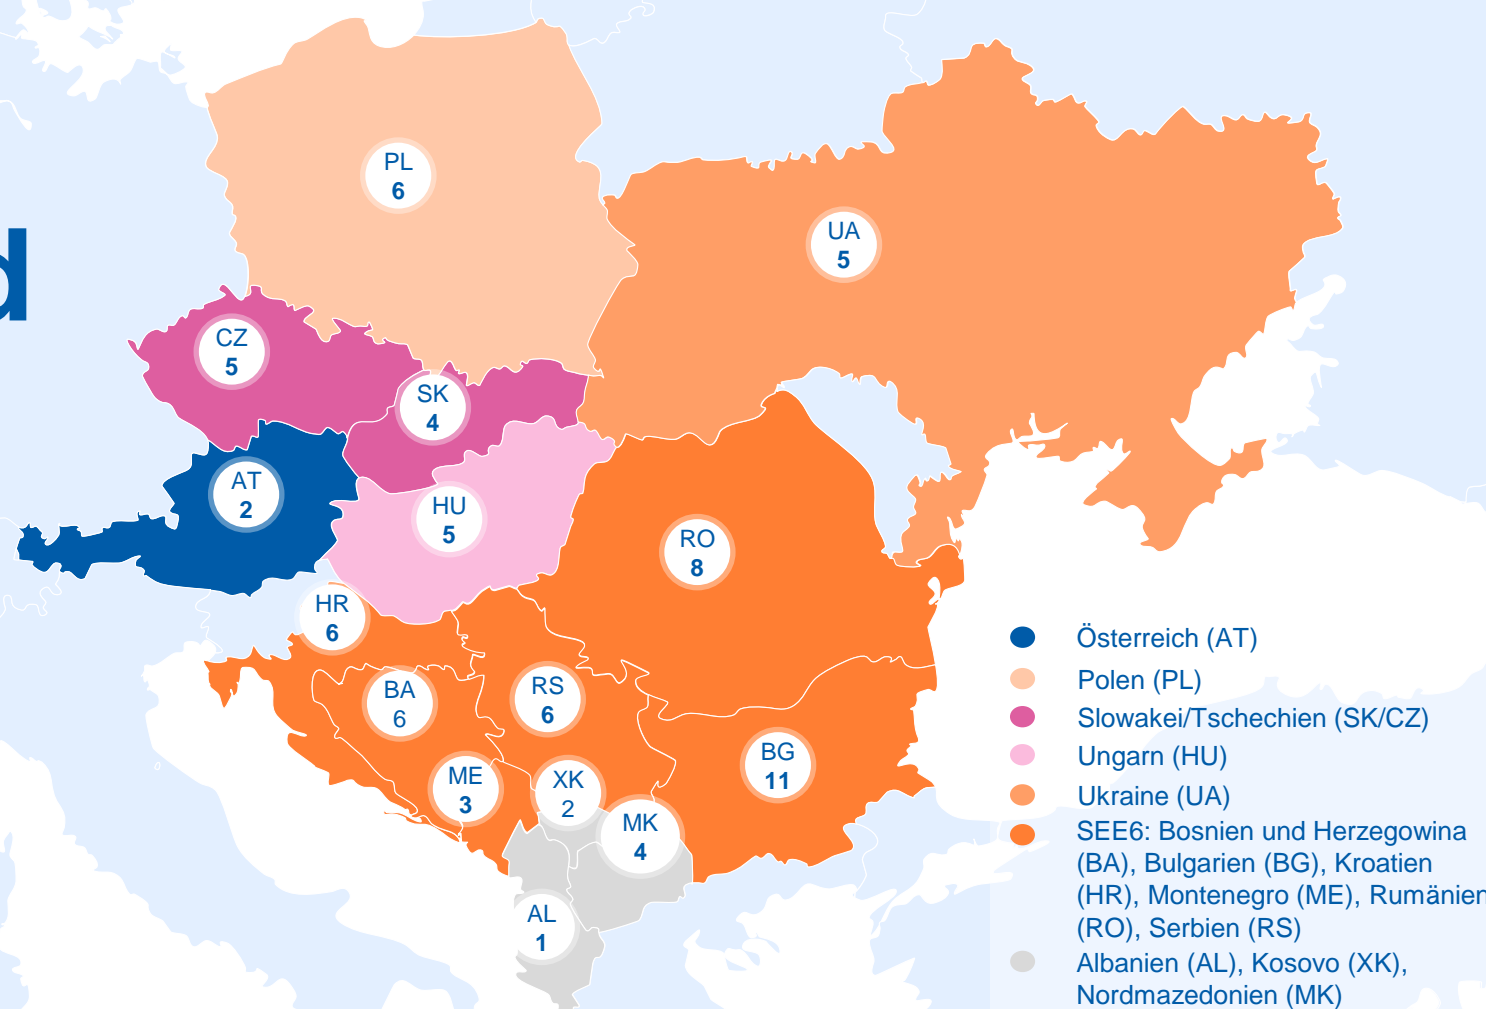 PL
6
UA
5
d
CZ
5
SK
4
AT
2
HU
5
RO
8
HR
6
BA
6
RS
6
BG
11
ME
3
XK
2
MK
4
AL
1
Österreich (AT)
Polen (PL)
Slowakei/Tschechien (SK/CZ)
Ungarn (HU)
Ukraine (UA)
SEE6: Bosnien und Herzegowina
(BA), Bulgarien (BG), Kroatien
(HR), Montenegro (ME), Rumänien
(RO), Serbien (RS)
Albanien (AL), Kosovo (XK),
Nordmazedonien (MK)